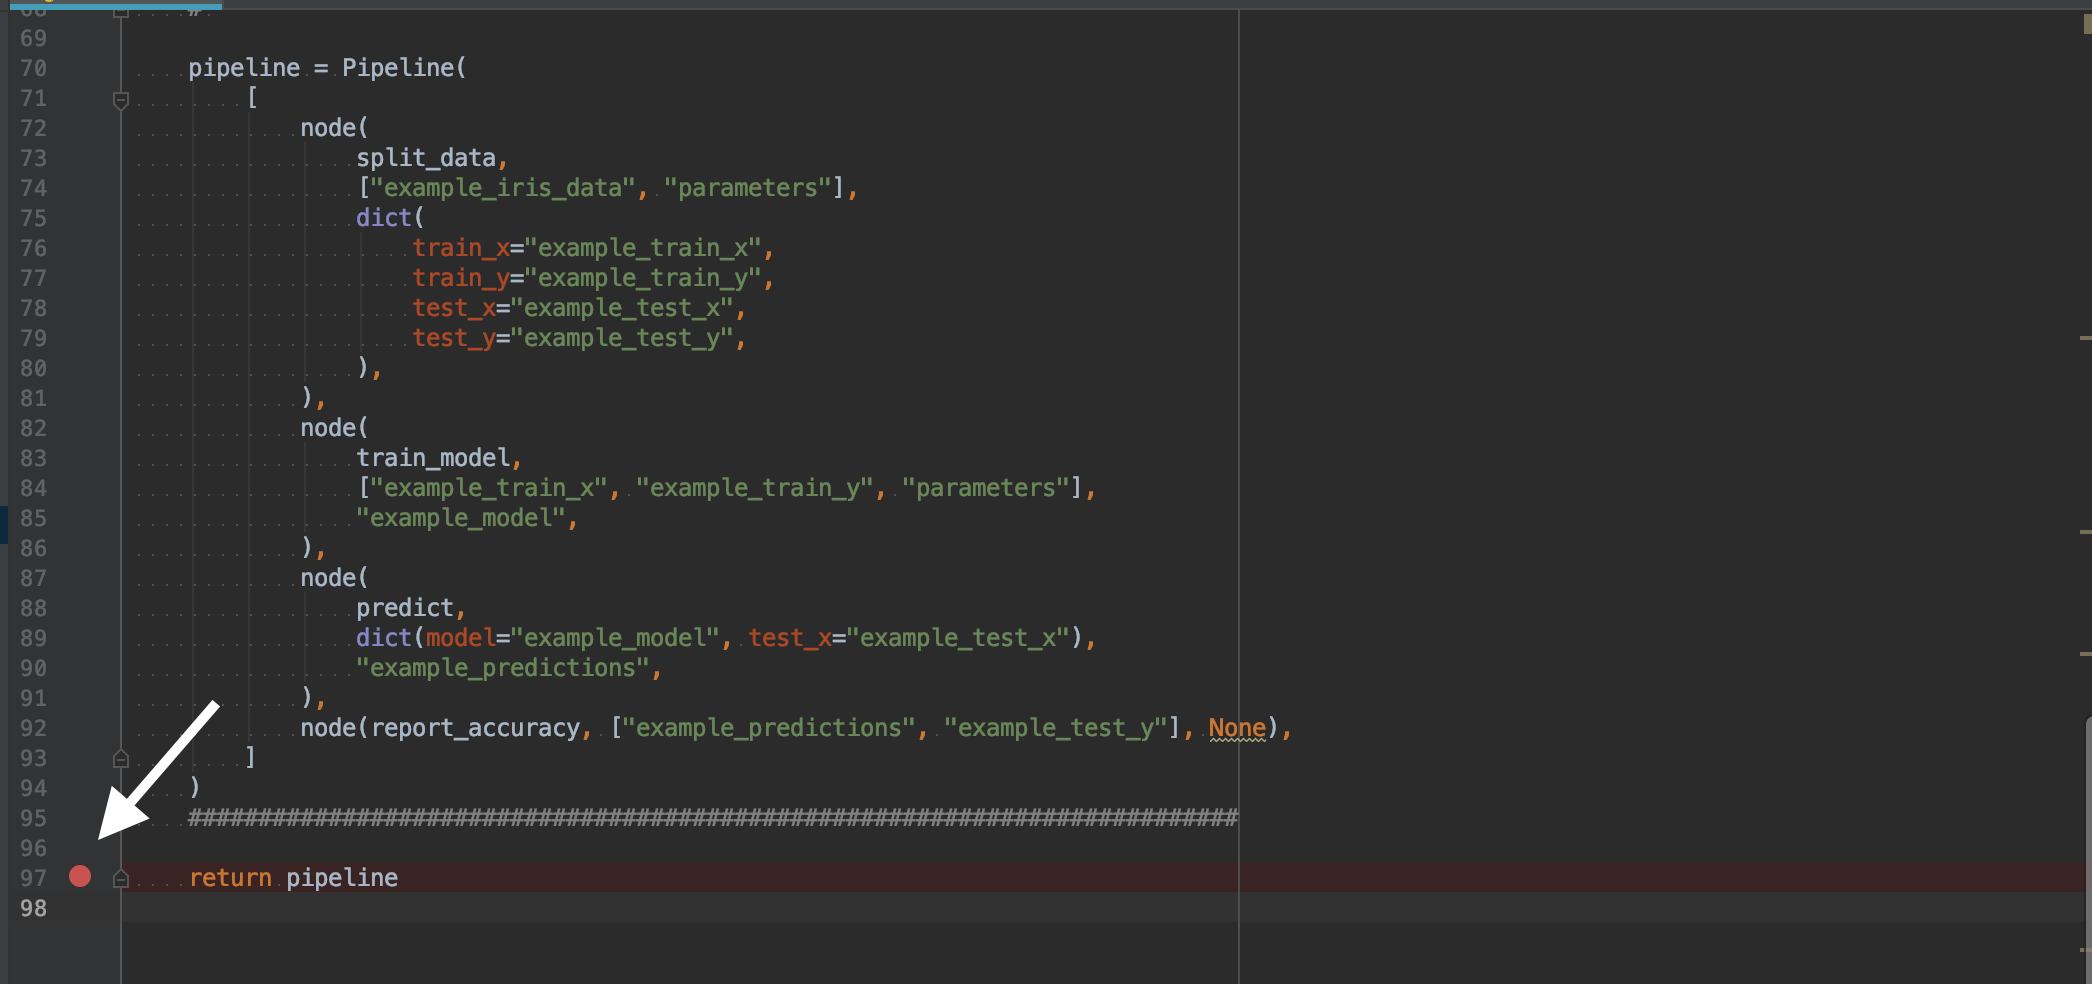 68 #
69
70 pipeline = Pipeline(
71 [
72 node(
73 split_data,
74 ["example_iris_data", "parameters"],
75 dict(
76 train_x="example_train_x",
77 train_y="example_train_y",
78 test_x="example_test_x",
79 test_y="example_test_y",
80 ),
81 ),
82 node(
83 train_model,
84 ["example_train_x", "example_train_y", "parameters"],
85 "example_model",
86 ),
87 node(
88 predict,
89 dict(model="example_model", test_x="example_test_x"),
90 "example_predictions",
91 ),
92 node(report_accuracy, ["example_predictions", "example_test_y"], None),
93 ]
94 )
95 ###########################################################################
96
97 return pipeline
98